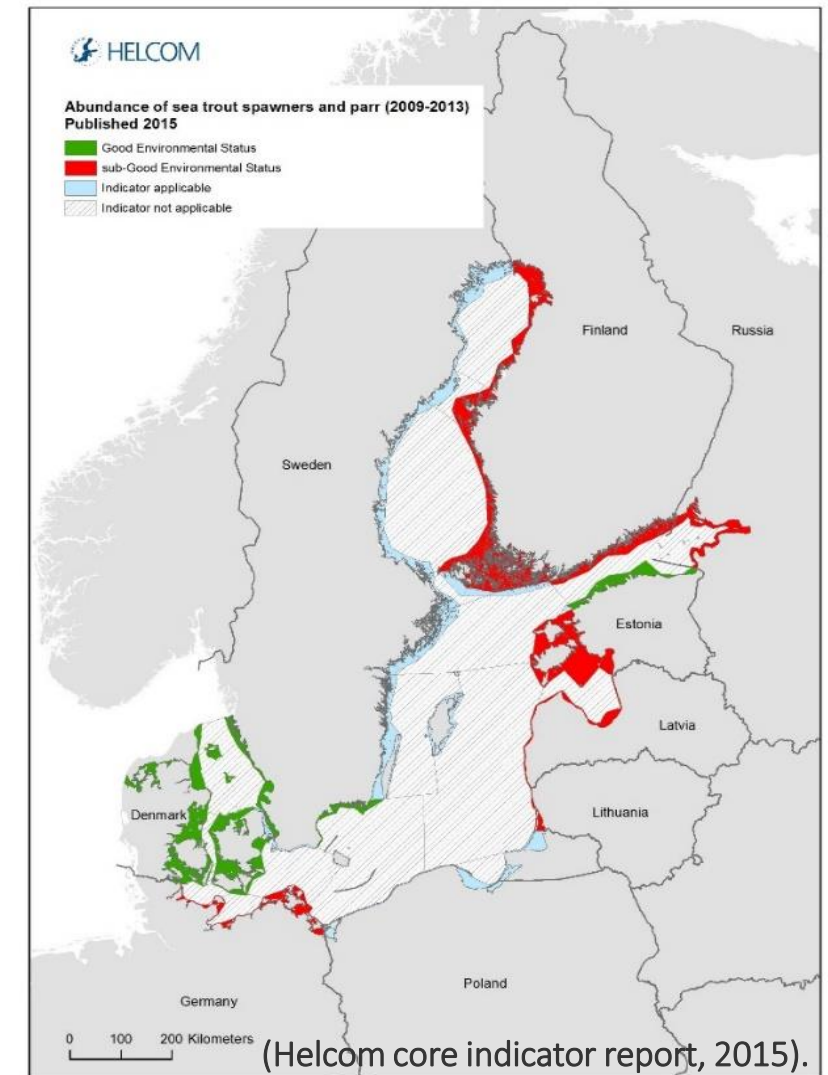 HELCOM
Abundance of sea trout spawners and parr (2009-2013)
Published 2015
Good Environmental Status
sub-Good Environmental Status
Indicator applicable
Indicator not applicable
Finland
Russia
Sweden
Estonia
Latvia
Denmark
Lithuania
Poland
Germany
0 100 200 Kilometers
(Helcom core indicator report, 2015).